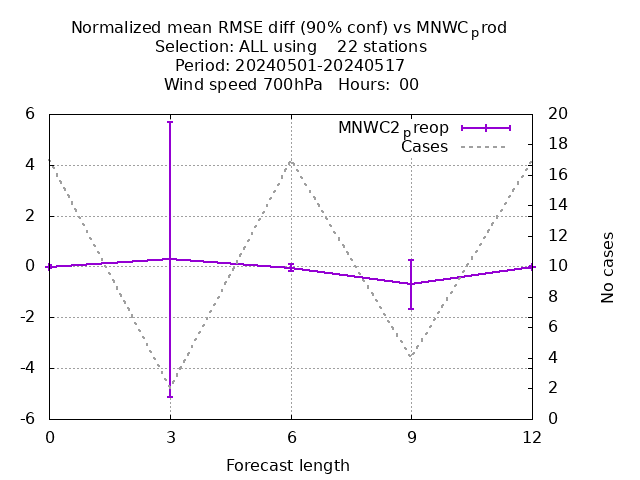 Normalized mean RMSE diff (90% conf) vs MNWCprod
Selection: ALL using    22 stations
Period: 20240501-20240517
Wind speed 700hPa   Hours:  00
MNWC2preop
Cases
6
4
2
0
-2
-4
-6
20
18
16
14
12
10
8
6
4
2
0
No cases
0 3 6 9 12
Forecast length